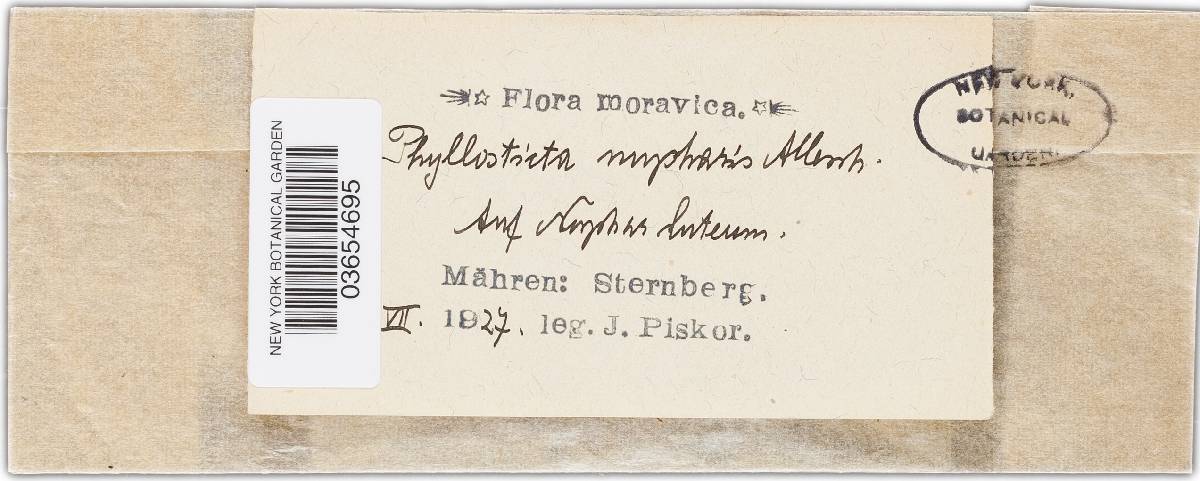 Flora moravica.
Phyllosticta nupharis Allesch.
Auf Nuphar luteum.
Mähren: Sternberg.
VII. 1927. leg. J. Piskor.
NEW YORK BOTANICAL GARDEN
03654695
NEW YORK
BOTANICAL
GARDEN.